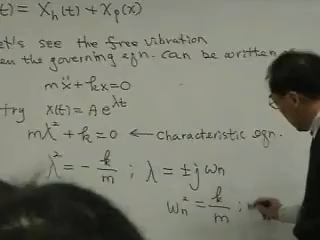 t) = Xh(t) + Xp(x)
let's see the free vibration
en the governing eqn. can be written
mẍ + kx = 0
try x(t) = A e^λt
mλ² + k = 0 ← characteristic eqn.
λ² = - k/m ; λ = ± j ωn
ωn² = k/m ;